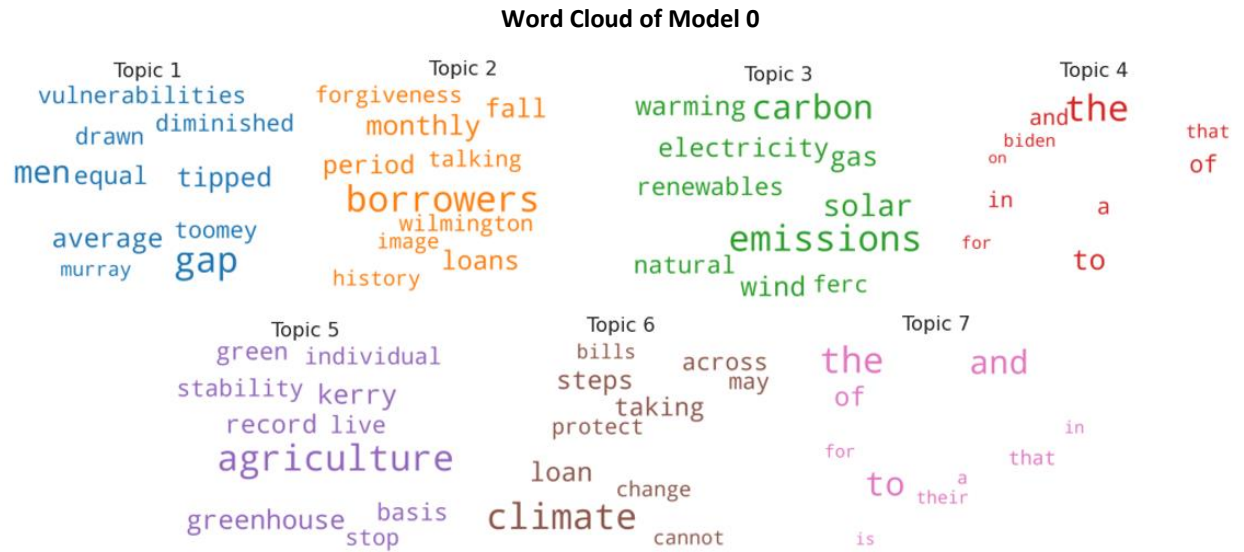 Word Cloud of Model 0
Topic 1
vulnerabilities
drawn diminished
men equal tipped
average toomey
murray gap
Topic 2
forgiveness fall
monthly
period talking
borrowers
wilmington
image
loans
history
Topic 3
warming carbon
electricity gas
renewables
solar
emissions
natural
wind ferc
Topic 4
and the
that
biden
on
of
in a
for
to
Topic 5
green individual
stability kerry
record live
agriculture
greenhouse basis
stop
Topic 6
bills across
steps may
taking
protect
loan
change
climate
cannot
Topic 7
the and
of
in
for
that
to a
their
is